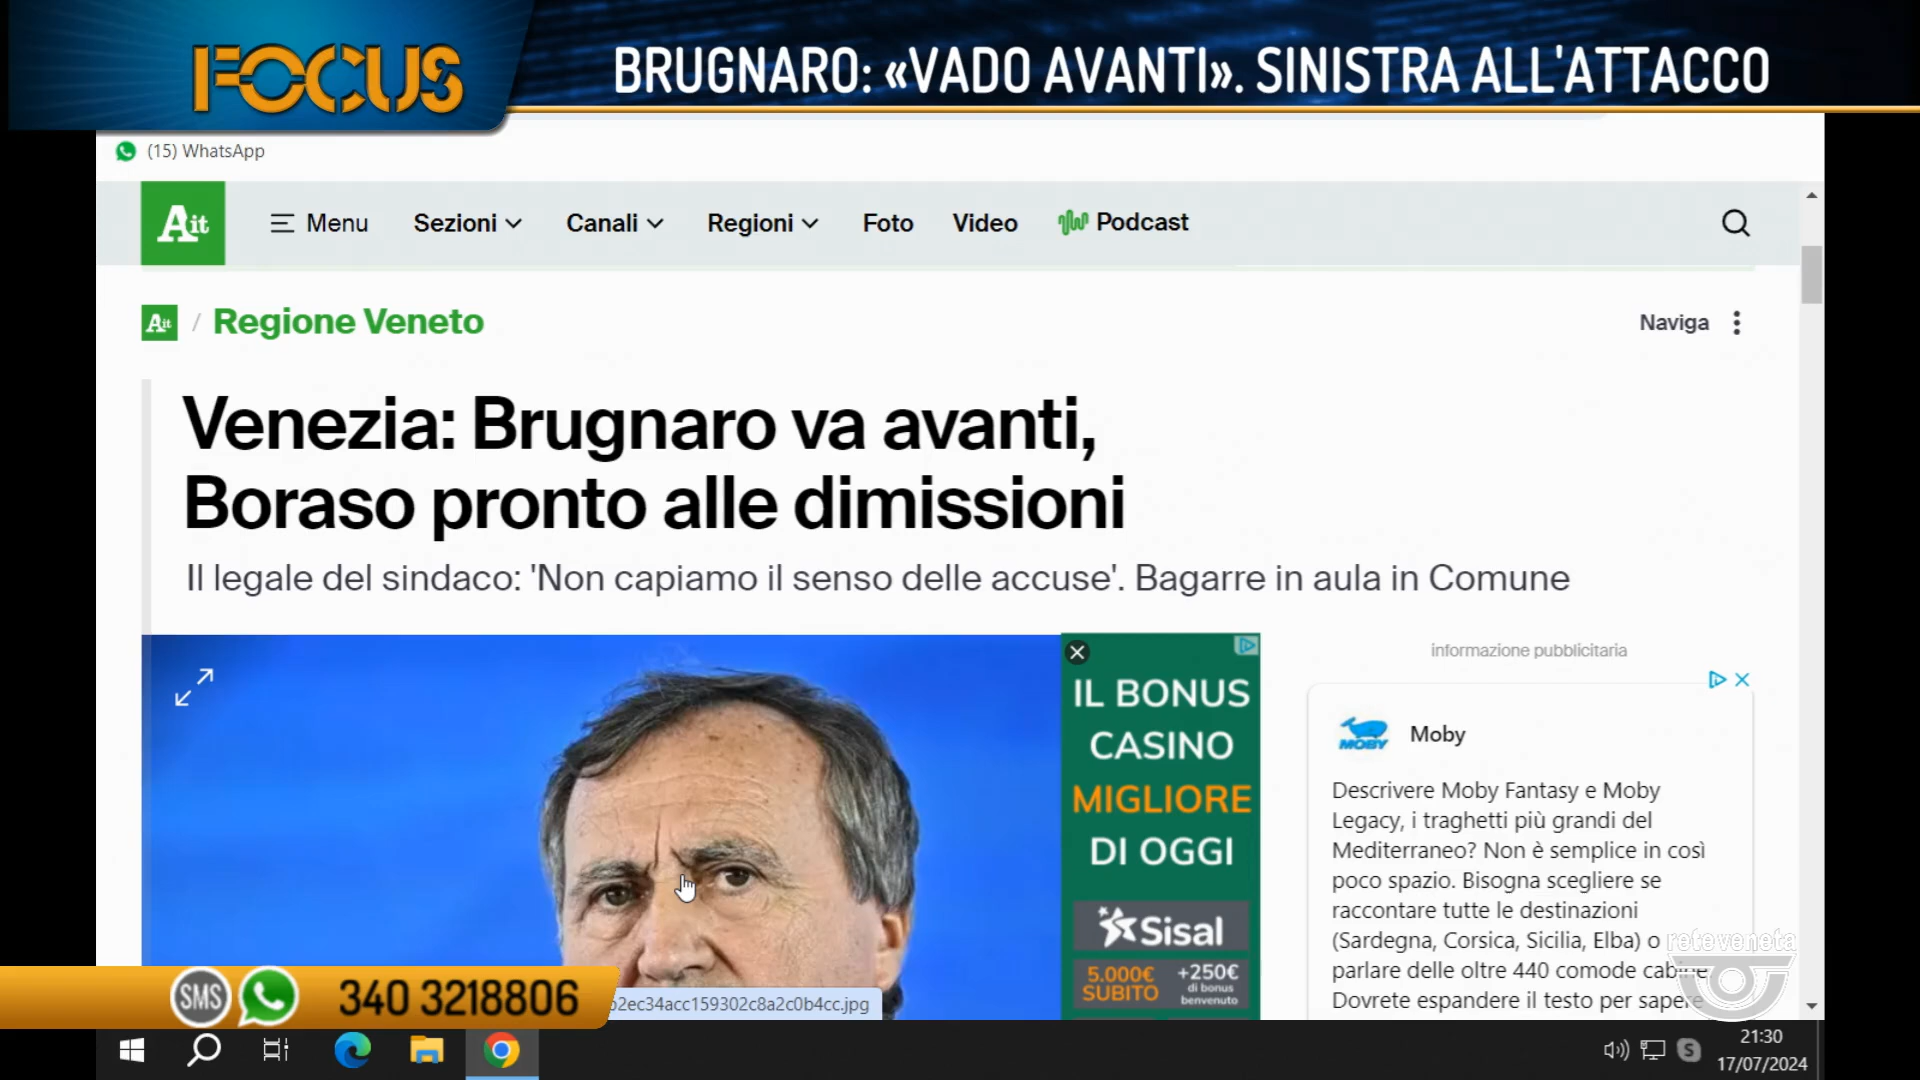 FOCUS
BRUGNARO: «VADO AVANTI». SINISTRA ALL'ATTACCO
(15) WhatsApp
Ait
Menu
Sezioni
Canali
Regioni
Foto
Video
Podcast
Ait / Regione Veneto
Naviga
Venezia: Brugnaro va avanti,
Boraso pronto alle dimissioni
Il legale del sindaco: 'Non capiamo il senso delle accuse'. Bagarre in aula in Comune
IL BONUS
CASINO
MIGLIORE
DI OGGI
Sisal
5.000€
SUBITO
+250€
di bonus
benvenuto
informazione pubblicitaria
MOBY
Moby
Descrivere Moby Fantasy e Moby
Legacy, i traghetti più grandi del
Mediterraneo? Non è semplice in così
poco spazio. Bisogna scegliere se
raccontare tutte le destinazioni
(Sardegna, Corsica, Sicilia, Elba) o
parlare delle oltre 440 comode cabine.
Dovrete espandere il testo per sapere
reteveneta
SMS
340 3218806
2ec34acc159302c8a2c0b4cc.jpg
21:30
17/07/2024